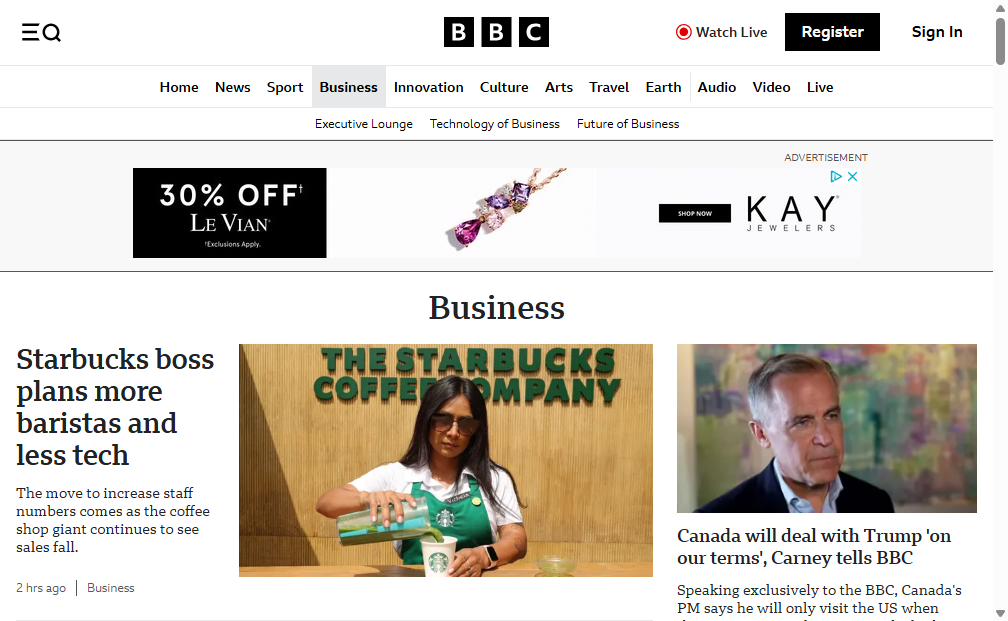 BBC
Watch Live
Register
Sign In
Home News Sport Business Innovation Culture Arts Travel Earth Audio Video Live
Executive Lounge Technology of Business Future of Business
ADVERTISEMENT
30% OFF†
LE VIAN®
†Exclusions Apply.
SHOP NOW
KAY®
JEWELERS
Business
Starbucks boss
plans more
baristas and
less tech
The move to increase staff
numbers comes as the coffee
shop giant continues to see
sales fall.
2 hrs ago | Business
THE STARBUCKS
COFFEE COMPANY
Canada will deal with Trump 'on
our terms', Carney tells BBC
Speaking exclusively to the BBC, Canada's
PM says he will only visit the US when